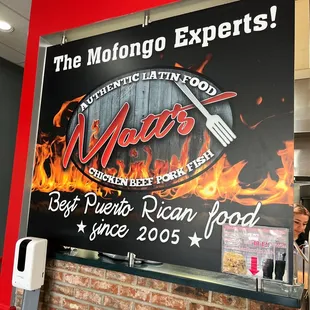 The Mofongo Experts!
AUTHENTIC LATIN FOOD
Matt's
CHICKEN BEEF PORK FISH
Best Puerto Rican food
★ since 2005 ★